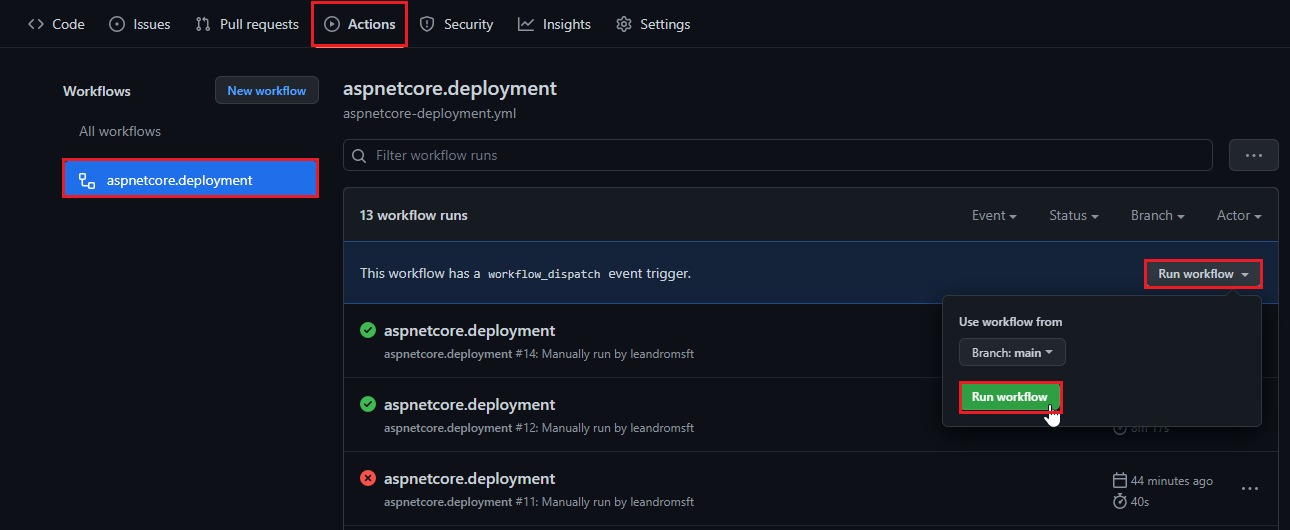 Code Issues Pull requests Actions Security Insights Settings
Workflows
New workflow
All workflows
aspnetcore.deployment
aspnetcore.deployment
aspnetcore-deployment.yml
Filter workflow runs
13 workflow runs
Event Status Branch Actor
This workflow has a workflow_dispatch event trigger.
Run workflow
Use workflow from
Branch: main
Run workflow
aspnetcore.deployment
aspnetcore.deployment #14: Manually run by leandromsft
aspnetcore.deployment
aspnetcore.deployment #12: Manually run by leandromsft
8m 17s
aspnetcore.deployment
aspnetcore.deployment #11: Manually run by leandromsft
44 minutes ago
40s